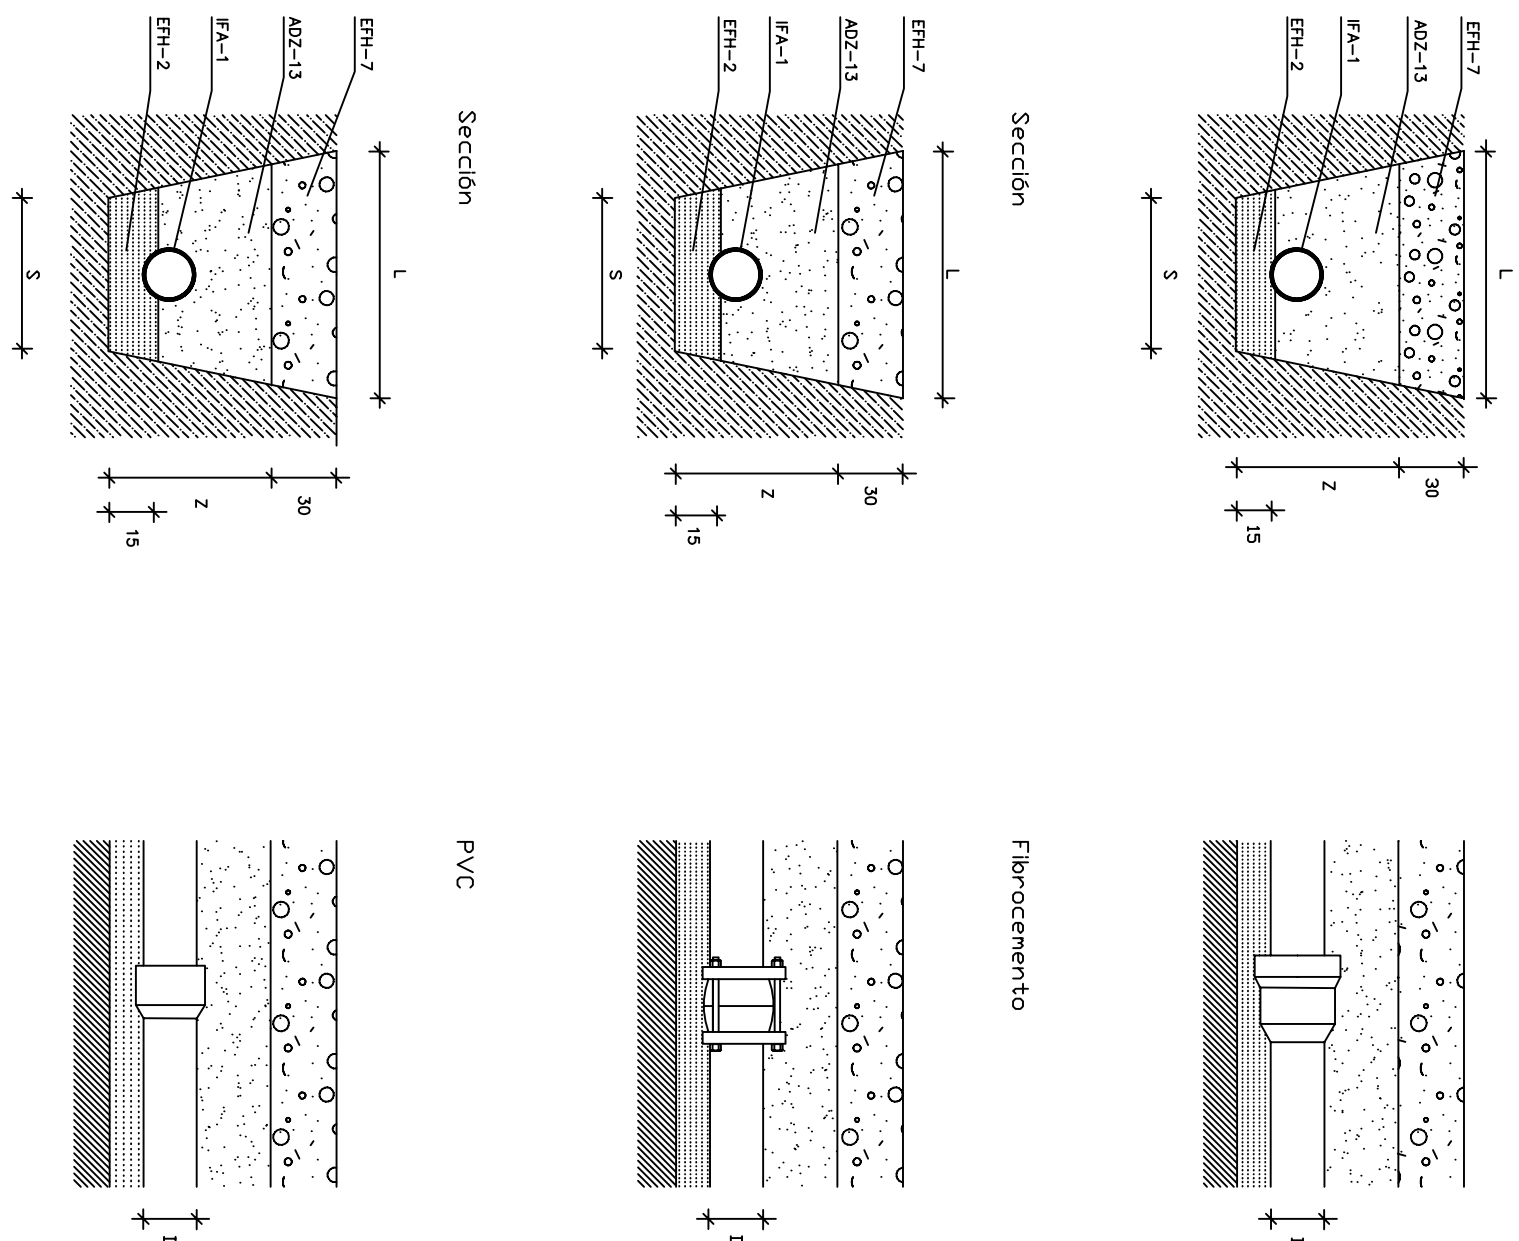 EFH-7
ADZ-13
IFA-1
EFH-2
L
30
Z
15
S
Sección
Fibrocemento
EFH-7
ADZ-13
IFA-1
EFH-2
L
30
Z
15
S
Sección
PVC
EFH-7
ADZ-13
IFA-1
EFH-2
L
30
Z
15
S